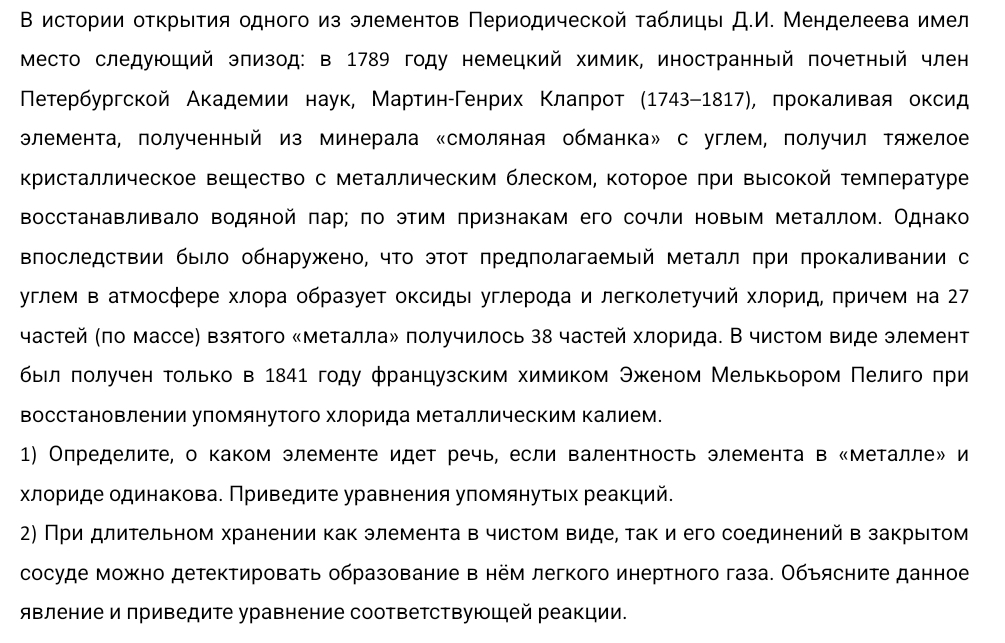 В истории открытия одного из элементов Периодической таблицы Д.И. Менделеева имел
место следующий эпизод: в 1789 году немецкий химик, иностранный почетный член
Петербургской Академии наук, Мартин-Генрих Клапрот (1743–1817), прокаливая оксид
элемента, полученный из минерала «смоляная обманка» с углем, получил тяжелое
кристаллическое вещество с металлическим блеском, которое при высокой температуре
восстанавливало водяной пар; по этим признакам его сочли новым металлом. Однако
впоследствии было обнаружено, что этот предполагаемый металл при прокаливании с
углем в атмосфере хлора образует оксиды углерода и легколетучий хлорид, причем на 27
частей (по массе) взятого «металла» получилось 38 частей хлорида. В чистом виде элемент
был получен только в 1841 году французским химиком Эженом Мелькьором Пелиго при
восстановлении упомянутого хлорида металлическим калием.
1) Определите, о каком элементе идет речь, если валентность элемента в «металле» и
хлориде одинакова. Приведите уравнения упомянутых реакций.
2) При длительном хранении как элемента в чистом виде, так и его соединений в закрытом
сосуде можно детектировать образование в нём легкого инертного газа. Объясните данное
явление и приведите уравнение соответствующей реакции.